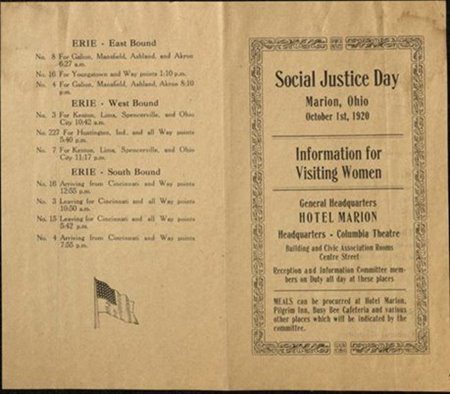 ERIE - East Bound
No. 8 For Galion, Mansfield, Ashland, and Akron
6:27 a.m.
No. 16 For Youngstown and Way points 1:10 p.m.
No. 4 For Galion, Mansfield, Ashland, Akron 8:10
p.m.
ERIE - West Bound
No. 3 For Kenton, Lima, Spencerville, and Ohio
City 10:42 a.m.
No. 227 For Huntington, Ind. and all Way points
5:40 p.m.
No. 7 For Kenton, Lima, Spencerville, and Ohio
City 11:17 p.m.
ERIE - South Bound
No. 16 Arriving from Cincinnati and Way points
12:55 p.m.
No. 3 Leaving for Cincinnati and all Way points
10:50 a.m.
No. 15 Leaving for Cincinnati and all Way points
5:42 p.m.
No. 4 Arriving from Cincinnati and Way points
7:55 p.m.
Social Justice Day
Marion, Ohio
October 1st, 1920
Information for
Visiting Women
General Headquarters
HOTEL MARION
Headquarters - Columbia Theatre
Building and Civic Association Rooms
Centre Street
Reception and Information Committee mem-
bers on Duty all day at these places
MEALS can be procurred at Hotel Marion,
Pilgrim Inn, Busy Bee Cafeteria and various
other places which will be indicated by the
committee.